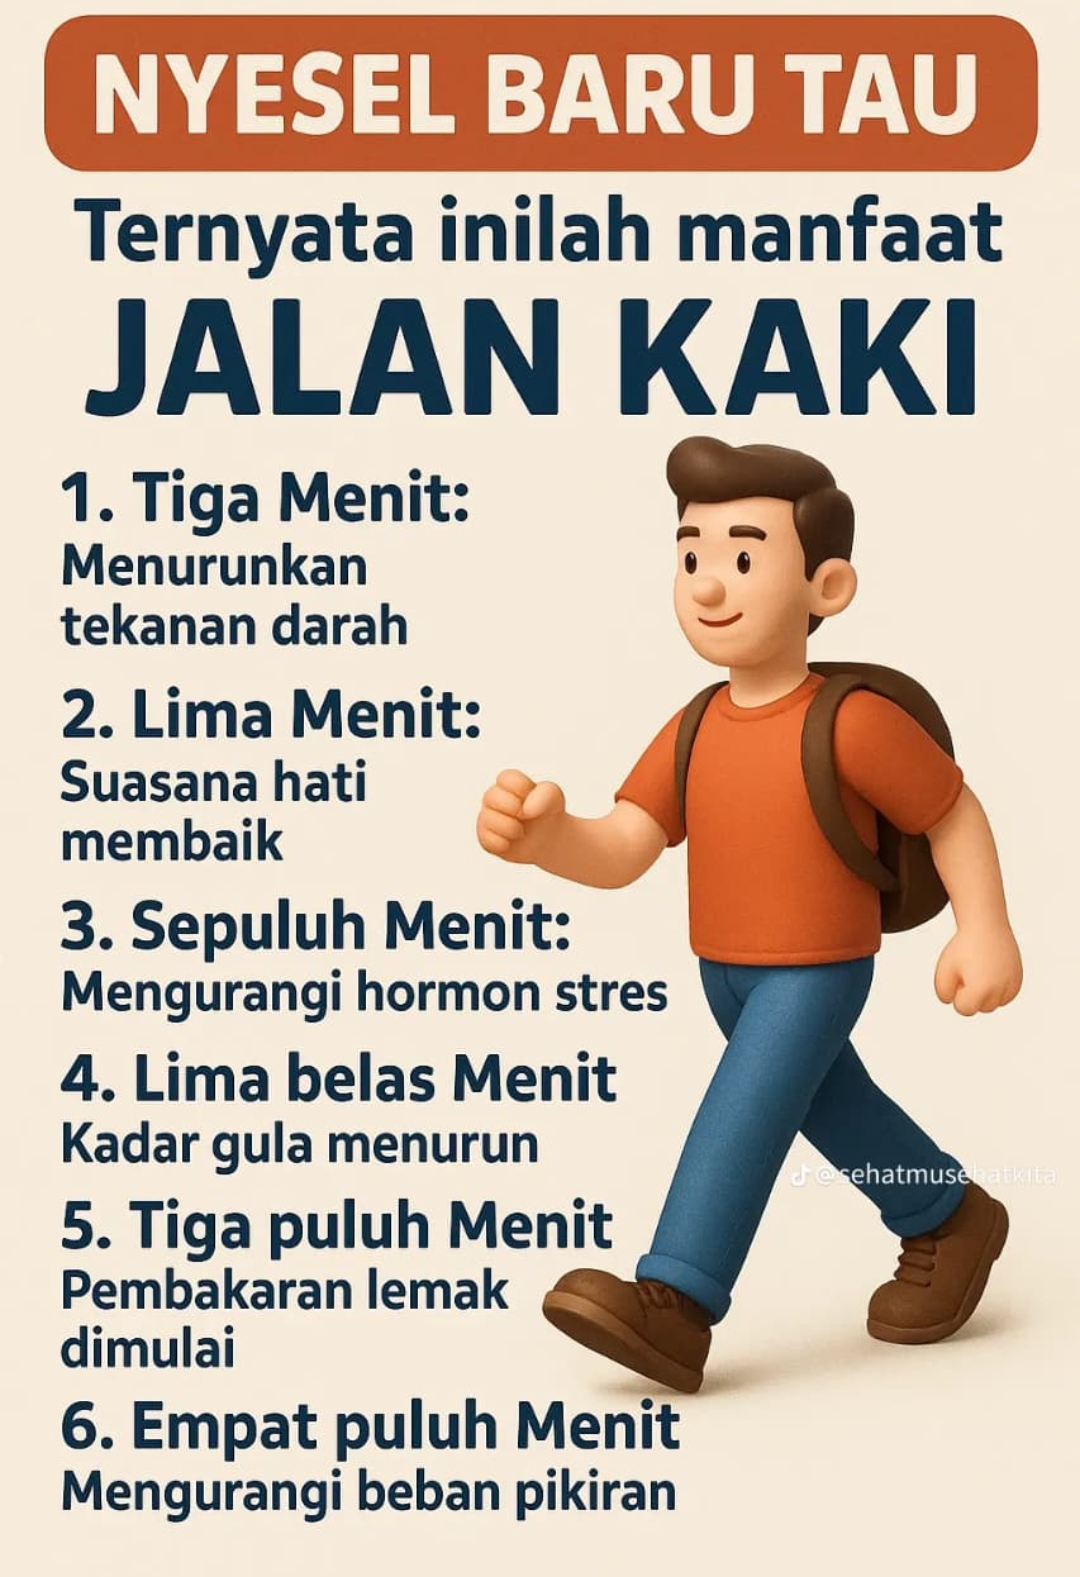 NYESEL BARU TAU
Ternyata inilah manfaat
JALAN KAKI
1. Tiga Menit:
Menurunkan
tekanan darah
2. Lima Menit:
Suasana hati
membaik
3. Sepuluh Menit:
Mengurangi hormon stres
4. Lima belas Menit
Kadar gula menurun
@sehatmusehatkita
5. Tiga puluh Menit
Pembakaran lemak
dimulai
6. Empat puluh Menit
Mengurangi beban pikiran